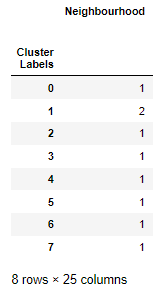 Neighbourhood
Cluster
Labels
0 1
1 2
2 1
3 1
4 1
5 1
6 1
7 1
8 rows × 25 columns